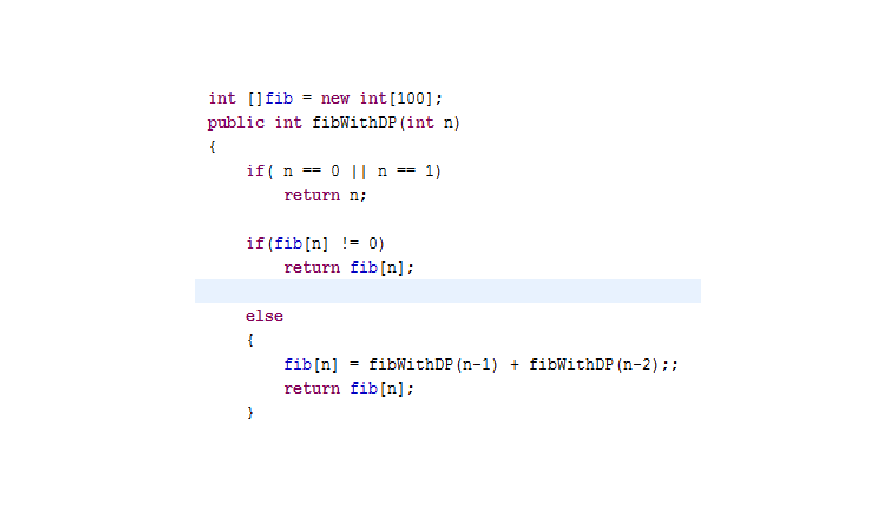 int []fib = new int[100];
public int fibWithDP(int n)
{
    if( n == 0 || n == 1)
        return n;

    if(fib[n] != 0)
        return fib[n];

    else
    {
        fib[n] = fibWithDP(n-1) + fibWithDP(n-2);;
        return fib[n];
    }